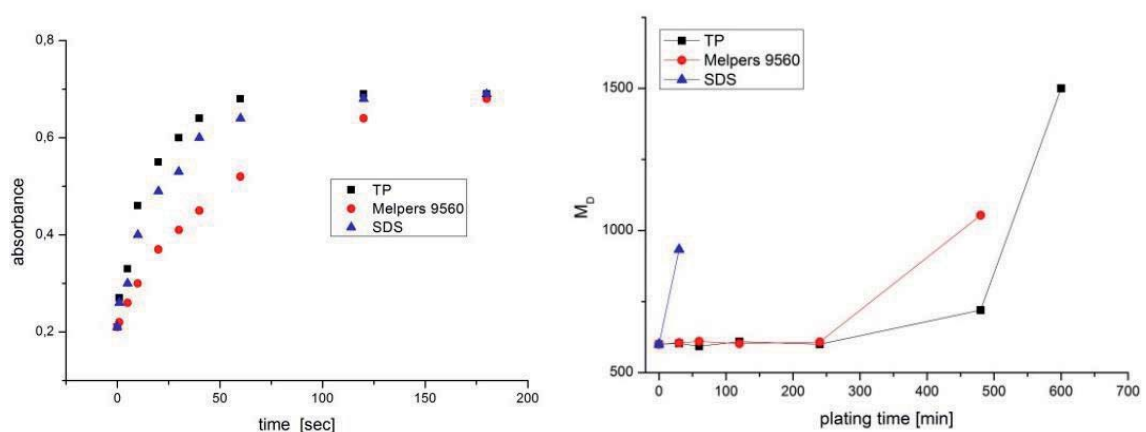 0,8
0,6
0,4
0,2
absorbance
TP
Melpers 9560
SDS
0
50
100
150
200
time [sec]
1500
1000
500
M_D
TP
Melpers 9560
SDS
0
100
200
300
400
500
600
700
plating time [min]